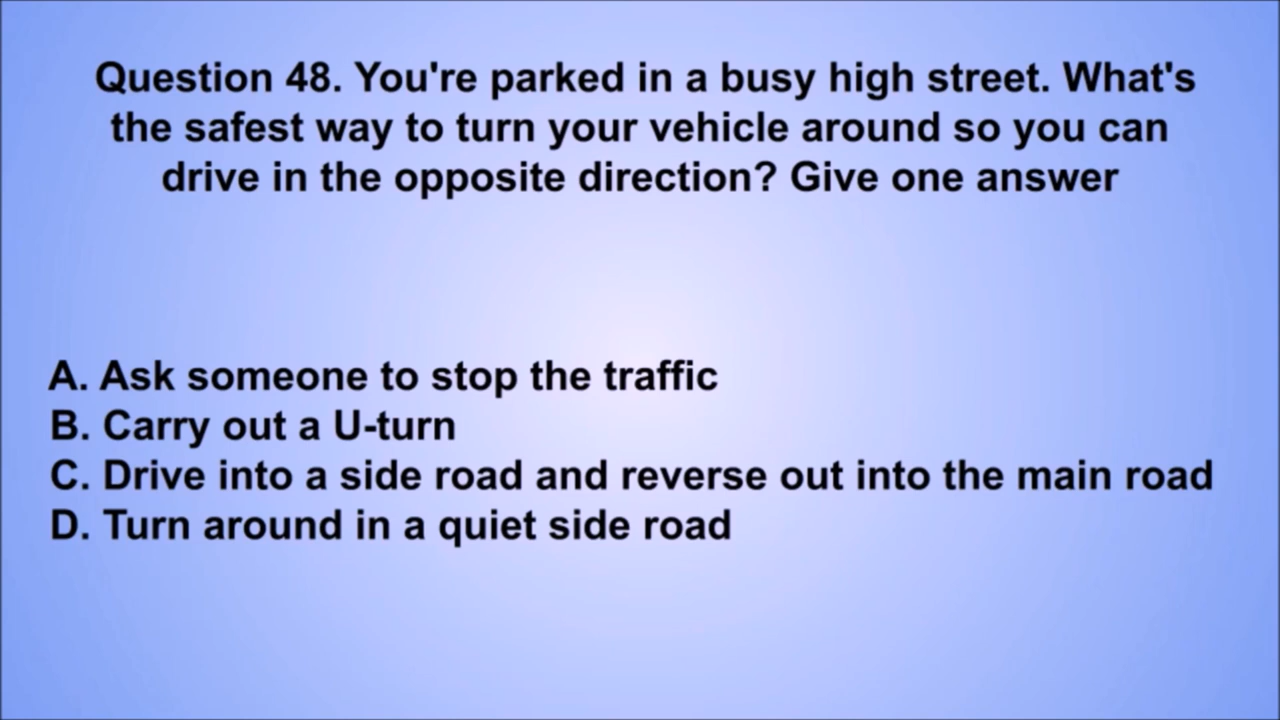 Question 48. You're parked in a busy high street. What's
the safest way to turn your vehicle around so you can
drive in the opposite direction? Give one answer
A. Ask someone to stop the traffic
B. Carry out a U-turn
C. Drive into a side road and reverse out into the main road
D. Turn around in a quiet side road